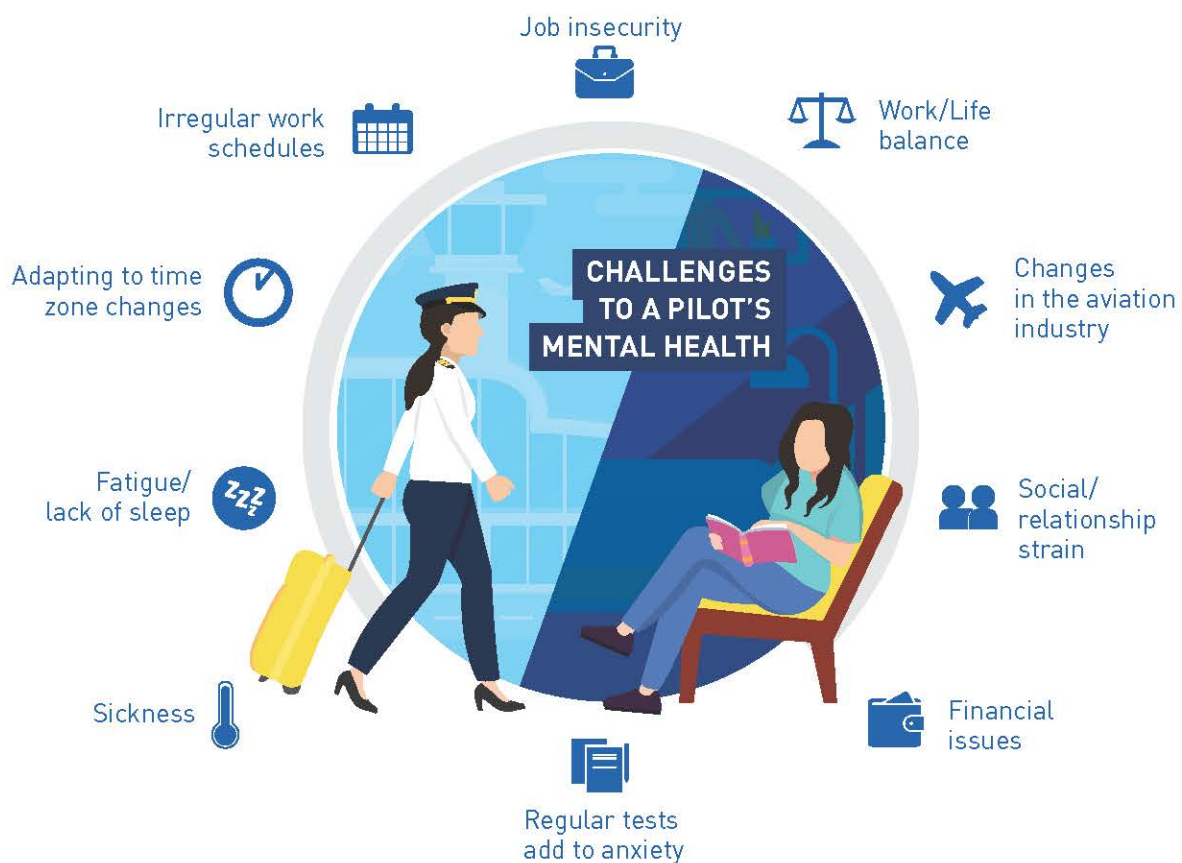 Job insecurity
Irregular work
schedules
Work/Life
balance
Adapting to time
zone changes
CHALLENGES
TO A PILOT'S
MENTAL HEALTH
Changes
in the aviation
industry
Fatigue/
lack of sleep
zzzz
Social/
relationship
strain
Sickness
Financial
issues
Regular tests
add to anxiety